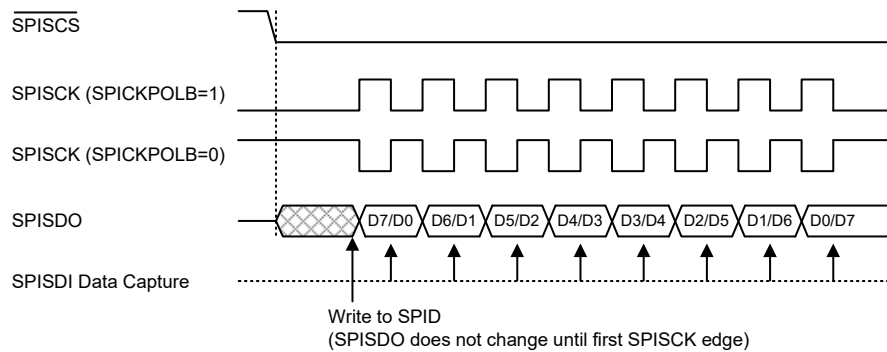 SPISCS
SPISCK (SPICKPOLB=1)
SPISCK (SPICKPOLB=0)
SPISDO D7/D0 D6/D1 D5/D2 D4/D3 D3/D4 D2/D5 D1/D6 D0/D7
SPISDI Data Capture
Write to SPID
(SPISDO does not change until first SPISCK edge)